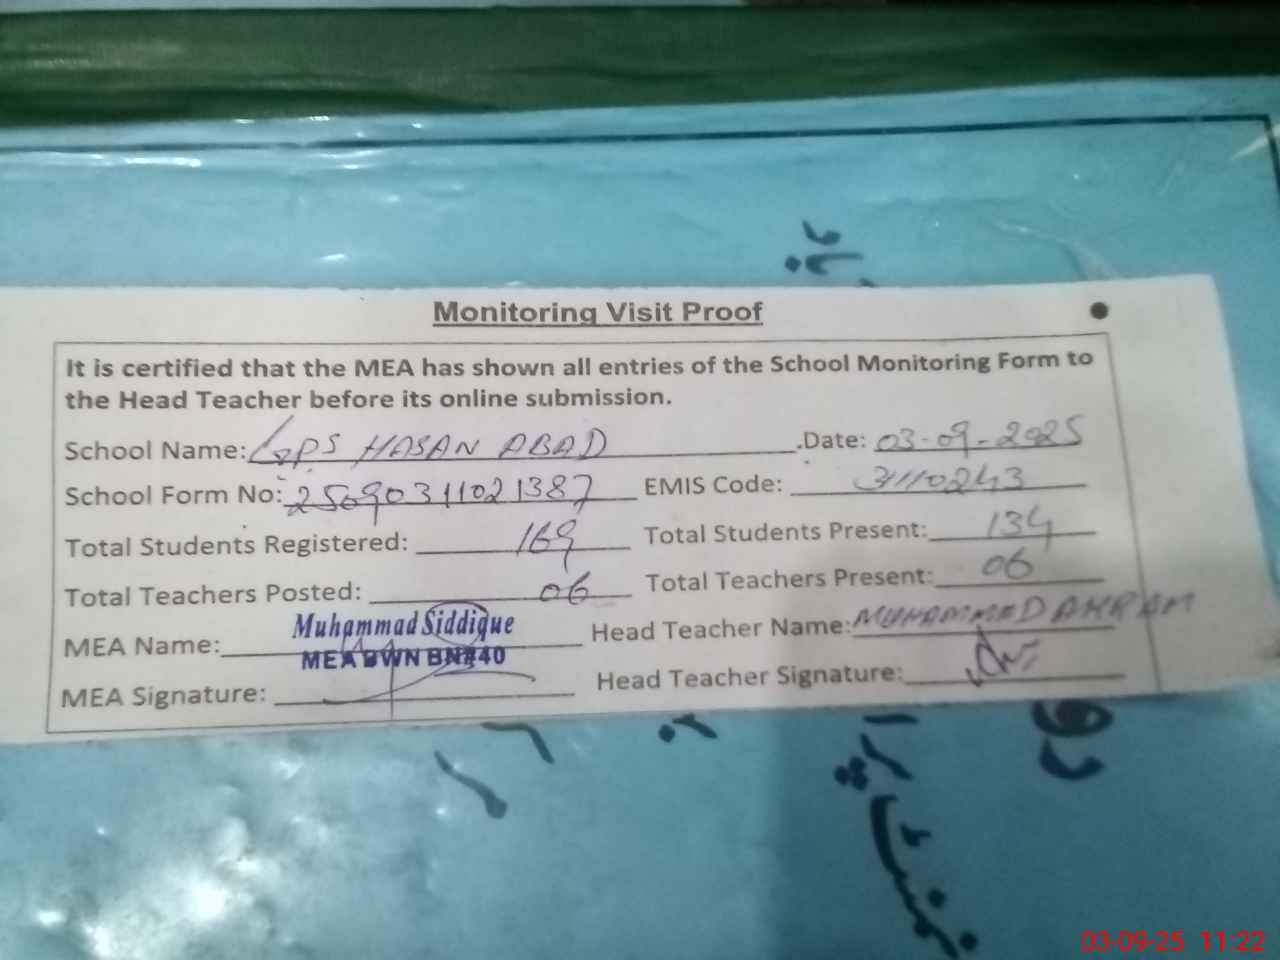 Monitoring Visit Proof
It is certified that the MEA has shown all entries of the School Monitoring Form to
the Head Teacher before its online submission.
School Name: GPS HASAN ABAD .Date: 03-09-2025
School Form No: 25090311021387 EMIS Code: 31110243
Total Students Registered: 169 Total Students Present: 134
Total Teachers Posted: 06 Total Teachers Present: 06
MEA Name: Muhammad Siddique Head Teacher Name: MUHAMMAD AKRAM
MEA BWN BN#40
MEA Signature: Head Teacher Signature:
03-09-25 11:22